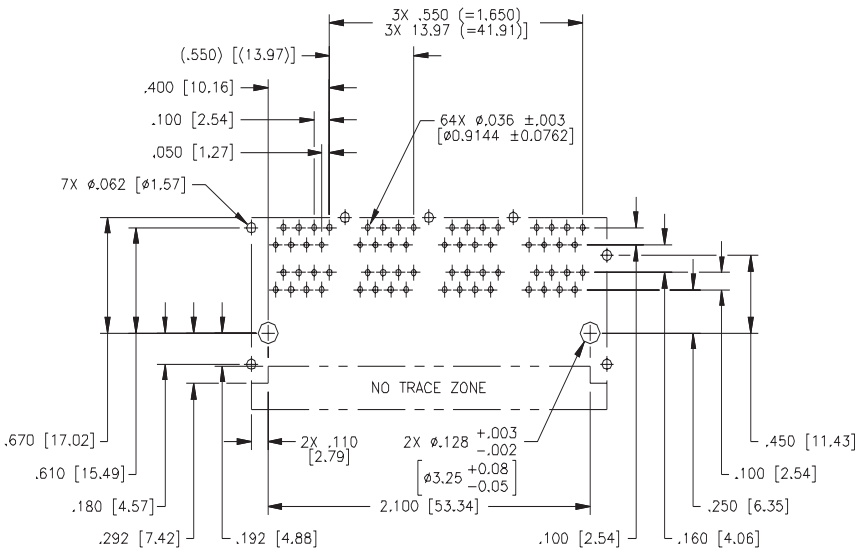 3X .550 (=1.650)
3X 13.97 (=41.91)]
(.550) [(13.97)]
.400 [10.16]
.100 [2.54]
64X ø.036 ±.003
[ø0.9144 ±0.0762]
.050 [1.27]
7X ø.062 [ø1.57]
NO TRACE ZONE
.670 [17.02]
2X .110
[2.79]
2X ø.128 +.003
-.002
[ø3.25 +0.08
-0.05]
.450 [11.43]
.610 [15.49]
.100 [2.54]
.180 [4.57]
2.100 [53.34]
.250 [6.35]
.292 [7.42]
.192 [4.88]
.100 [2.54]
.160 [4.06]